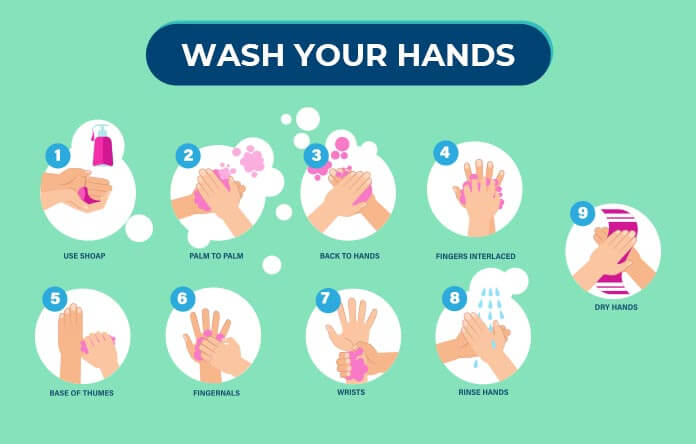 WASH YOUR HANDS
1
USE SHOAP
2
PALM TO PALM
3
BACK TO HANDS
4
FINGERS INTERLACED
5
BASE OF THUMES
6
FINGERNALS
7
WRISTS
8
RINSE HANDS
9
DRY HANDS